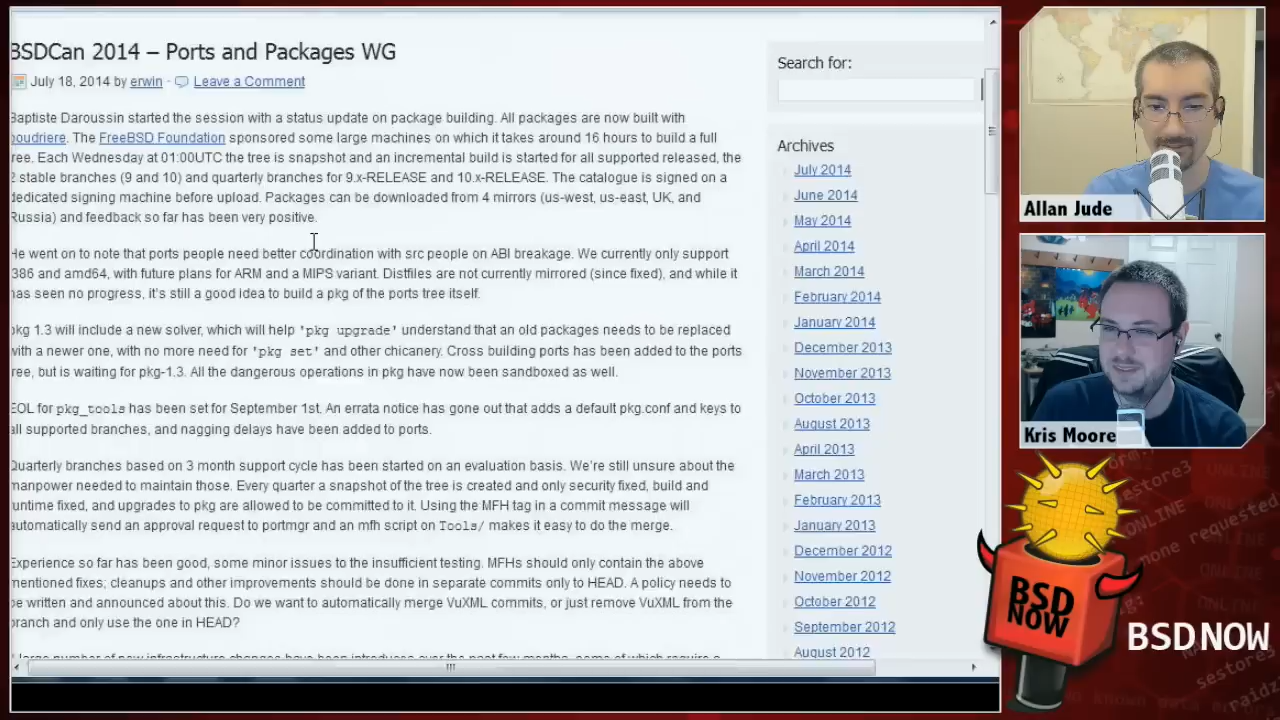 BSDCan 2014 – Ports and Packages WG
July 18, 2014 by erwin · Leave a Comment
Baptiste Daroussin started the session with a status update on package building. All packages are now built with
poudriere. The FreeBSD Foundation sponsored some large machines on which it takes around 16 hours to build a full
tree. Each Wednesday at 01:00UTC the tree is snapshot and an incremental build is started for all supported released, the
2 stable branches (9 and 10) and quarterly branches for 9.x-RELEASE and 10.x-RELEASE. The catalogue is signed on a
dedicated signing machine before upload. Packages can be downloaded from 4 mirrors (us-west, us-east, UK, and
Russia) and feedback so far has been very positive.
He went on to note that ports people need better coordination with src people on ABI breakage. We currently only support
i386 and amd64, with future plans for ARM and a MIPS variant. Distfiles are not currently mirrored (since fixed), and while it
has seen no progress, it's still a good idea to build a pkg of the ports tree itself.
pkg 1.3 will include a new solver, which will help 'pkg upgrade' understand that an old packages needs to be replaced
with a newer one, with no more need for 'pkg set' and other chicanery. Cross building ports has been added to the ports
tree, but is waiting for pkg-1.3. All the dangerous operations in pkg have now been sandboxed as well.
EOL for pkg_tools has been set for September 1st. An errata notice has gone out that adds a default pkg.conf and keys to
all supported branches, and nagging delays have been added to ports.
Quarterly branches based on 3 month support cycle has been started on an evaluation basis. We're still unsure about the
manpower needed to maintain those. Every quarter a snapshot of the tree is created and only security fixed, build and
runtime fixed, and upgrades to pkg are allowed to be committed to it. Using the MFH tag in a commit message will
automatically send an approval request to portmgr and an mfh script on Tools/ makes it easy to do the merge.
Experience so far has been good, some minor issues to the insufficient testing. MFHs should only contain the above
mentioned fixes; cleanups and other improvements should be done in separate commits only to HEAD. A policy needs to
be written and announced about this. Do we want to automatically merge VuXML commits, or just remove VuXML from the
branch and only use the one in HEAD?
large number of new infrastructure changes have been introduced over the past few months, some of which require a
Search for:
Archives
July 2014
June 2014
May 2014
April 2014
March 2014
February 2014
January 2014
December 2013
November 2013
October 2013
August 2013
April 2013
March 2013
February 2013
January 2013
December 2012
November 2012
October 2012
September 2012
August 2012
Allan Jude
Kris Moore
BSD
NOW
BSD NOW